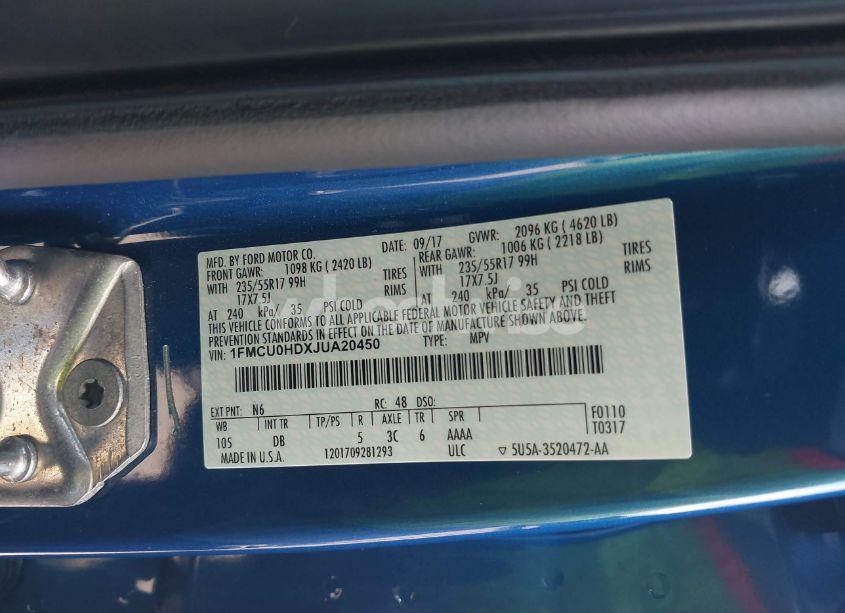 MFD. BY FORD MOTOR CO. DATE: 09/17 GVWR: 2096 KG ( 4620 LB)
FRONT GAWR: 1098 KG ( 2420 LB) REAR GAWR: 1006 KG ( 2218 LB)
WITH 235/55R17 99H TIRES WITH 235/55R17 99H TIRES
17X7.5J RIMS 17X7.5J RIMS
AT 240 kPa/ 35 PSI COLD AT 240 kPa/ 35 PSI COLD
THIS VEHICLE CONFORMS TO ALL APPLICABLE FEDERAL MOTOR VEHICLE SAFETY AND THEFT
PREVENTION STANDARDS IN EFFECT ON THE DATE OF MANUFACTURE SHOWN ABOVE.
VIN: 1FMCU0HDXJUA20450 TYPE: MPV
EXT PNT: N6 RC: 48 DSO:
WB INT TR TP/PS R AXLE TR SPR F0110
105 DB 5 3C 6 AAAA T0317
MADE IN U.S.A. 1201709281293 ULC ▽ 5U5A-3520472-AA